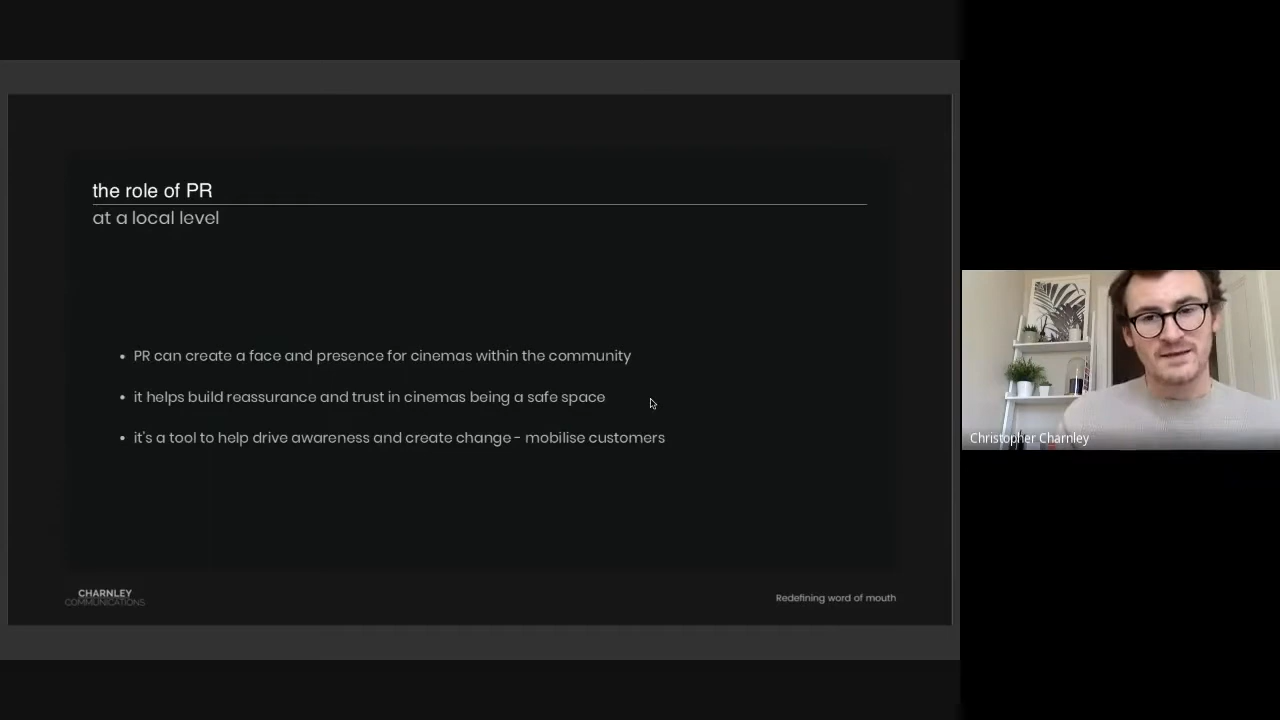 the role of PR
at a local level
• PR can create a face and presence for cinemas within the community
• it helps build reassurance and trust in cinemas being a safe space
• it's a tool to help drive awareness and create change - mobilise customers
CHARNLEY
COMMUNICATIONS
Redefining word of mouth
Christopher Charnley